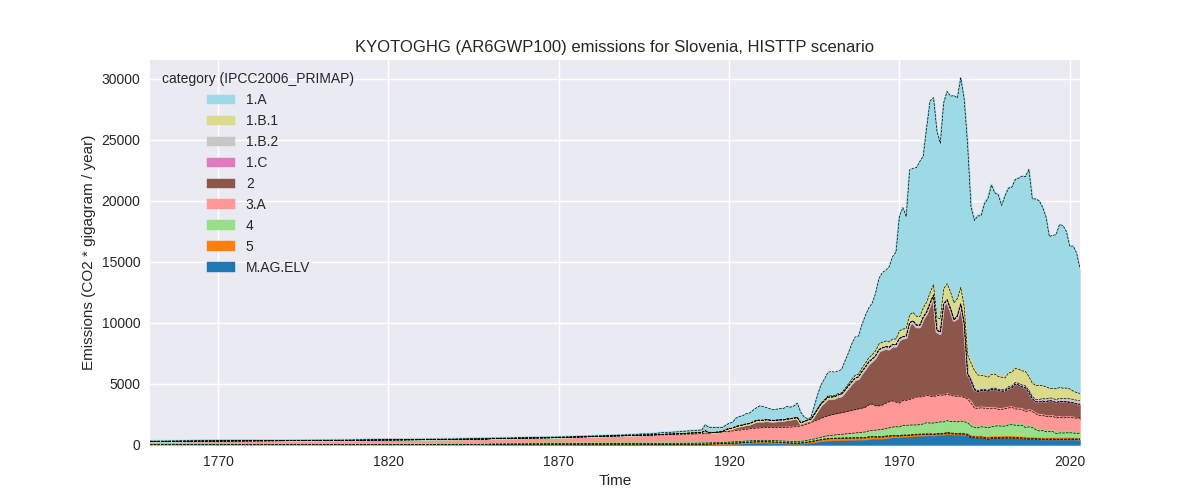 KYOTOGHG (AR6GWP100) emissions for Slovenia, HISTTP scenario
Emissions (CO2 * gigagram / year)
30000
25000
20000
15000
10000
5000
0
category (IPCC2006_PRIMAP)
1.A
1.B.1
1.B.2
1.C
2
3.A
4
5
M.AG.ELV
1770
1820
1870
1920
1970
2020
Time